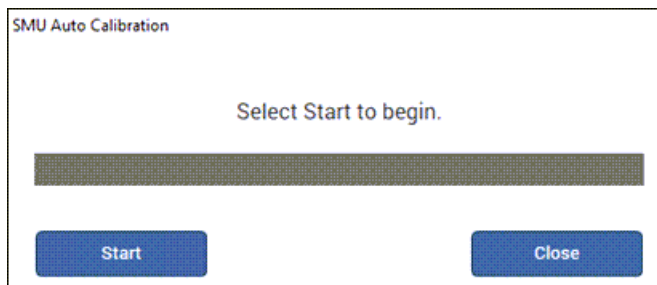 SMU Auto Calibration
Select Start to begin.
Start
Close